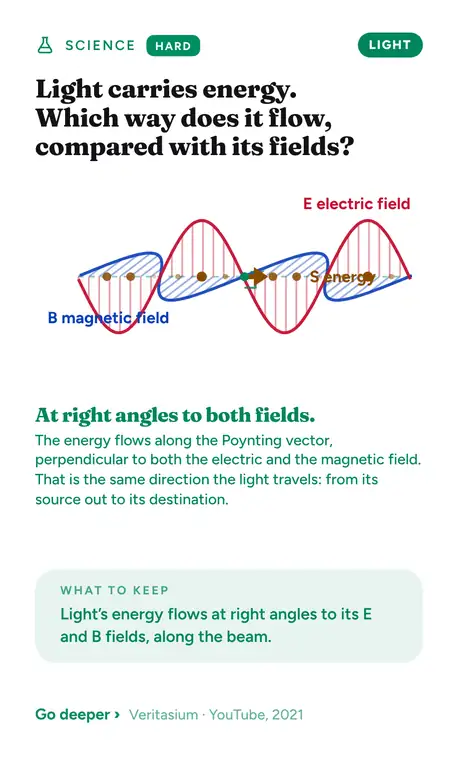 SCIENCE HARD LIGHT
Light carries energy.
Which way does it flow,
compared with its fields?
E electric field
S energy
B magnetic field
At right angles to both fields.
The energy flows along the Poynting vector,
perpendicular to both the electric and the magnetic field.
That is the same direction the light travels: from its
source out to its destination.
WHAT TO KEEP
Light’s energy flows at right angles to its E
and B fields, along the beam.
Go deeper › Veritasium · YouTube, 2021